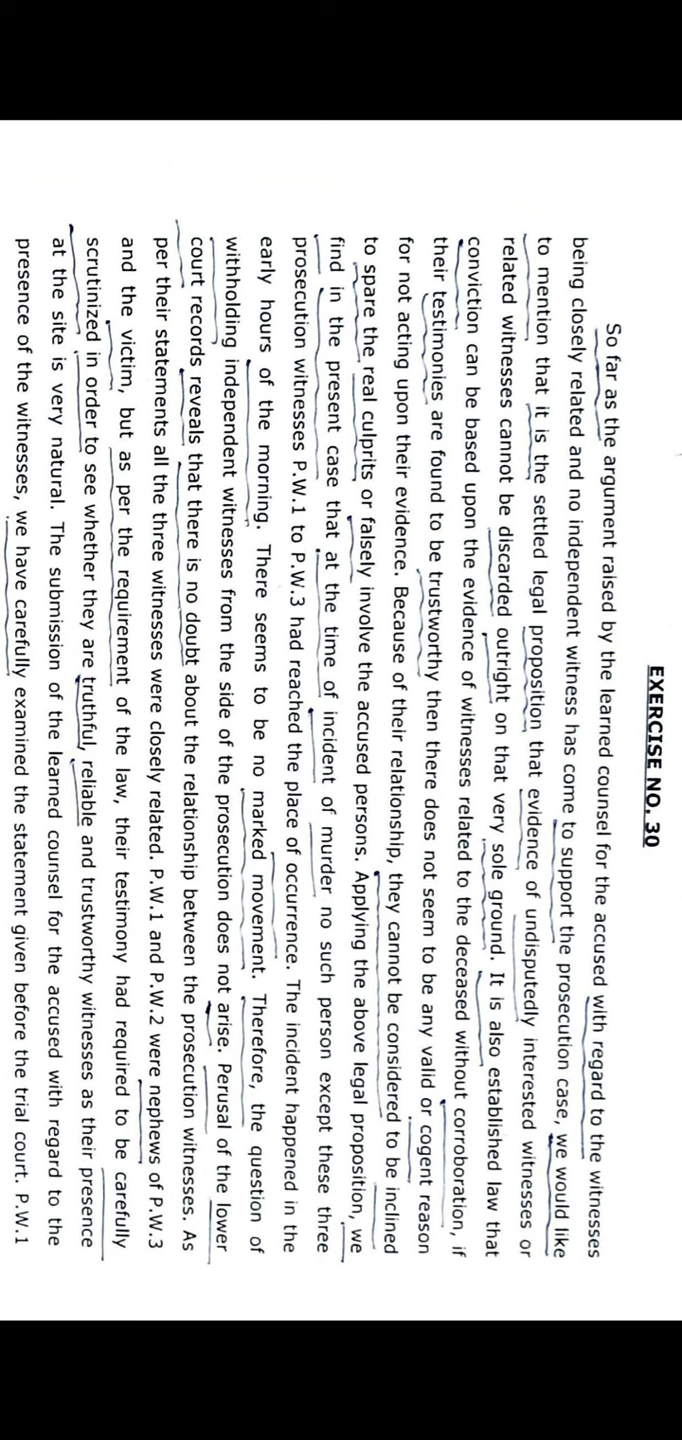 EXERCISE NO. 30
So far as the argument raised by the learned counsel for the accused with regard to the witnesses
being closely related and no independent witness has come to support the prosecution case, we would like
to mention that it is the settled legal proposition that evidence of undisputedly interested witnesses or
related witnesses cannot be discarded outright on that very sole ground. It is also established law that
conviction can be based upon the evidence of witnesses related to the deceased without corroboration, if
their testimonies are found to be trustworthy then there does not seem to be any valid or cogent reason
for not acting upon their evidence. Because of their relationship, they cannot be considered to be inclined
to spare the real culprits or falsely involve the accused persons. Applying the above legal proposition, we
find in the present case that at the time of incident of murder no such person except these three
prosecution witnesses P.W.1 to P.W.3 had reached the place of occurrence. The incident happened in the
early hours of the morning. There seems to be no marked movement. Therefore, the question of
withholding independent witnesses from the side of the prosecution does not arise. Perusal of the lower
court records reveals that there is no doubt about the relationship between the prosecution witnesses. As
per their statements all the three witnesses were closely related. P.W.1 and P.W.2 were nephews of P.W.3
and the victim, but as per the requirement of the law, their testimony had required to be carefully
scrutinized in order to see whether they are truthful, reliable and trustworthy witnesses as their presence
at the site is very natural. The submission of the learned counsel for the accused with regard to the
presence of the witnesses, we have carefully examined the statement given before the trial court. P.W.1